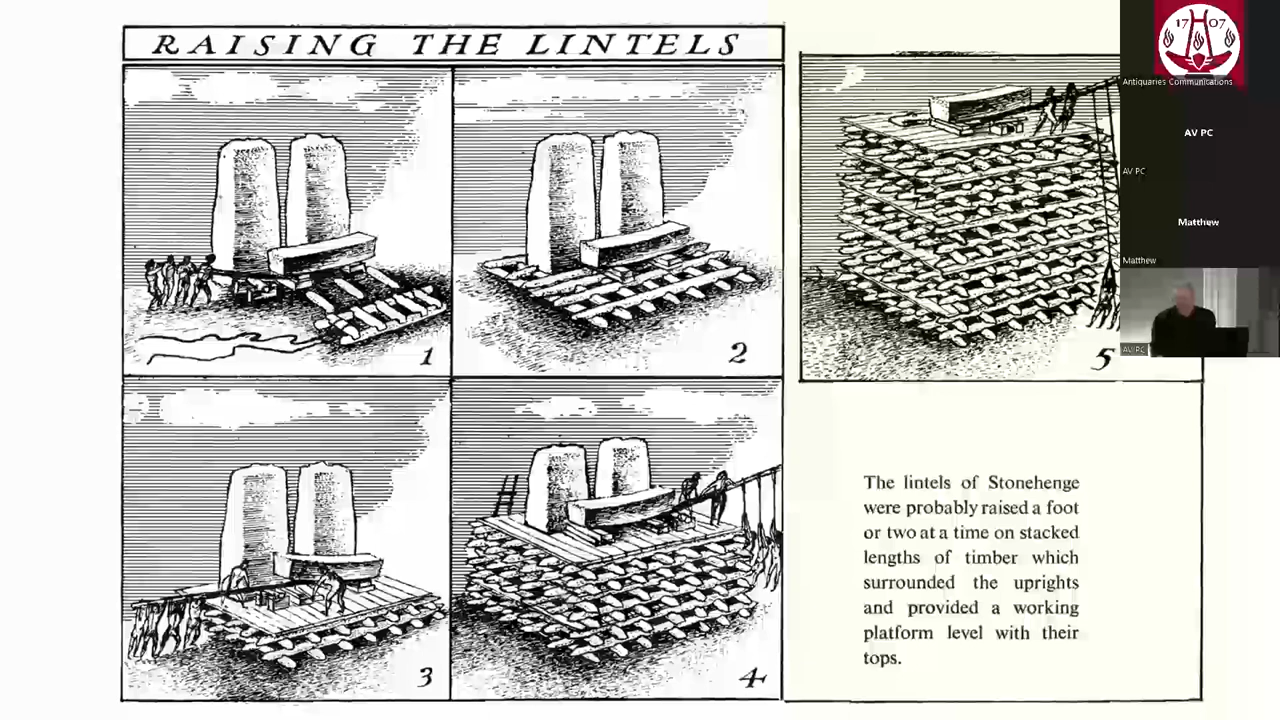 RAISING THE LINTELS
1
2
3
4
5
The lintels of Stonehenge
were probably raised a foot
or two at a time on stacked
lengths of timber which
surrounded the uprights
and provided a working
platform level with their
tops.
17 07
Antiquaries Communications
AV PC
AV PC
Matthew
Matthew
AV PC